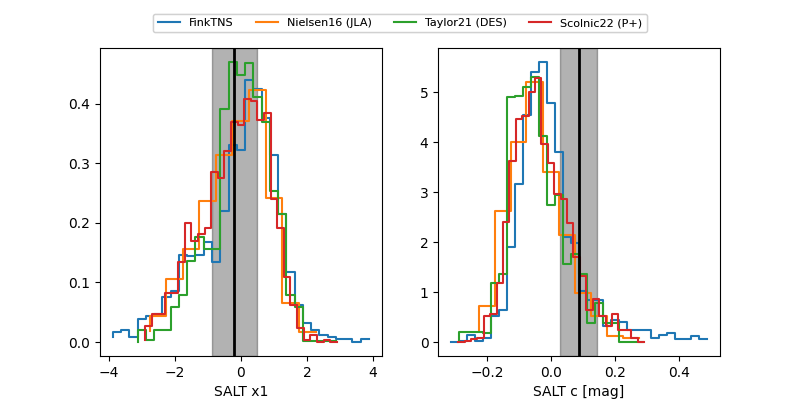 FinkTNS Nielsen16 (JLA) Taylor21 (DES) Scolnic22 (P+)
0.4
0.3
0.2
0.1
0.0
−4 −2 0 2 4
SALT x1
5
4
3
2
1
0
−0.2 0.0 0.2 0.4
SALT c [mag]